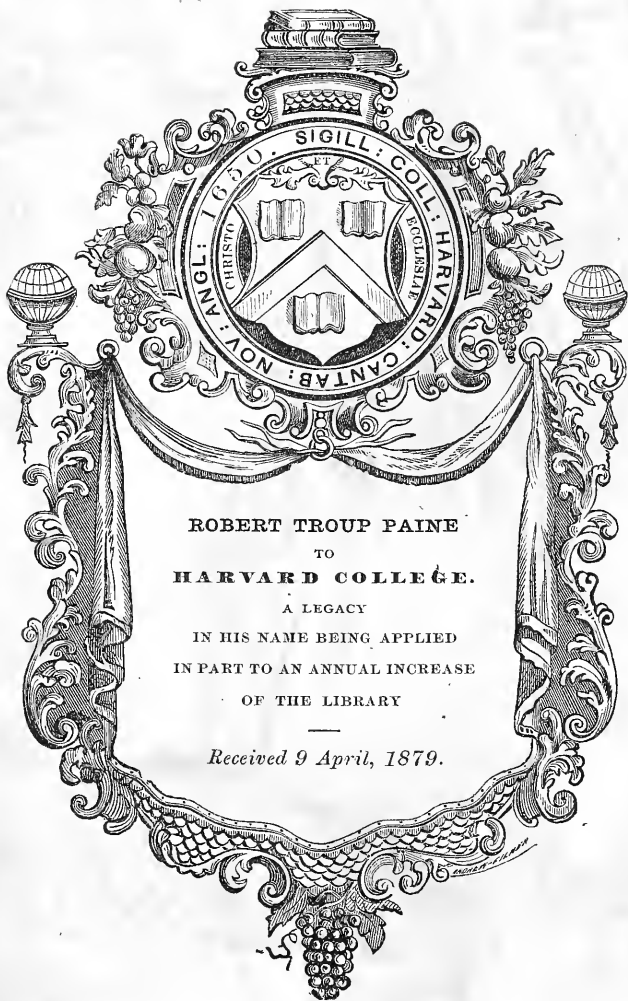 SIGILL: COLL: HARVARD: CANTAB: NOV: ANGL: 1650.
CHRISTO
ET
ECCLESIAE
ROBERT TROUP PAINE
TO
HARVARD COLLEGE.
A LEGACY
IN HIS NAME BEING APPLIED
IN PART TO AN ANNUAL INCREASE
OF THE LIBRARY
Received 9 April, 1879.